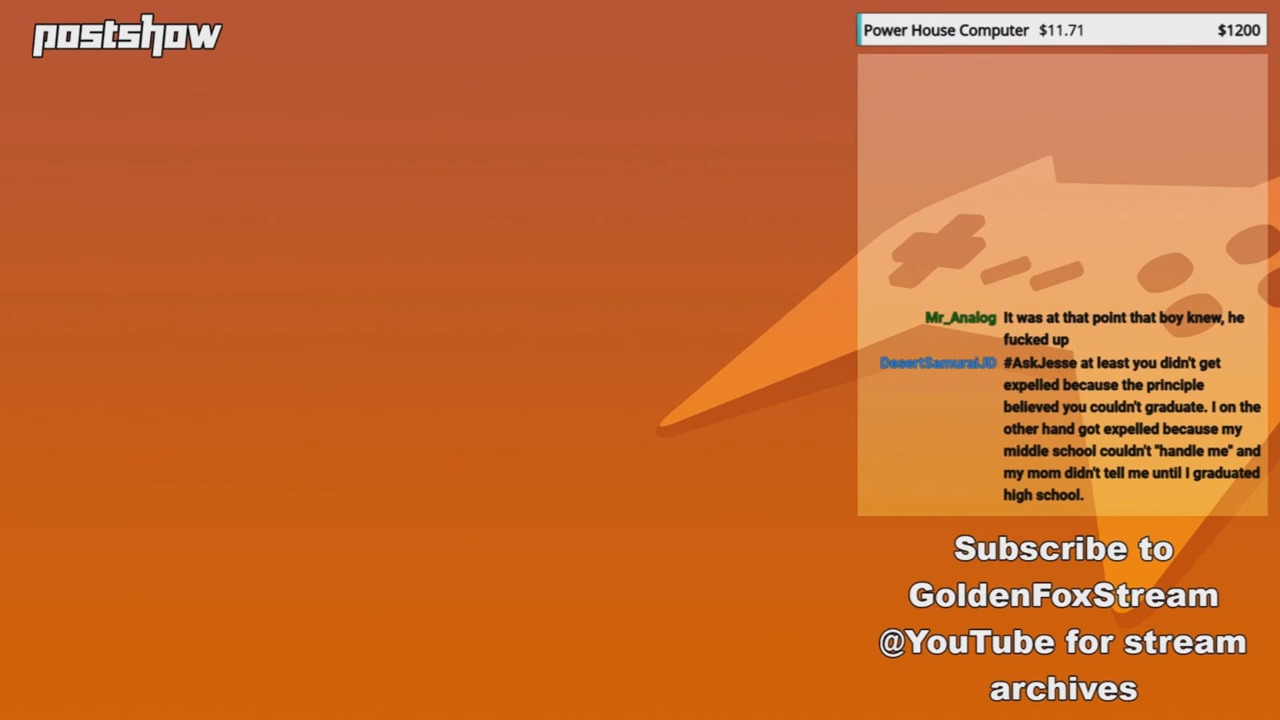 postshow
Power House Computer $11.71 $1200
Mr_Analog It was at that point that boy knew, he
fucked up
DesertSamuraiJD #AskJesse at least you didn't get
expelled because the principle
believed you couldn't graduate. I on the
other hand got expelled because my
middle school couldn't "handle me" and
my mom didn't tell me until I graduated
high school.
Subscribe to
GoldenFoxStream
@YouTube for stream
archives